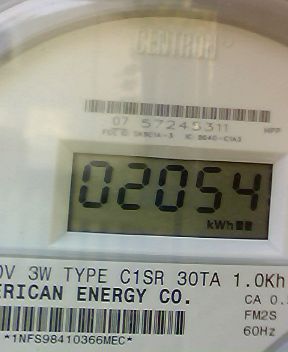 CENTRON
07 57245311 HPP
02054
kWh
0V 3W TYPE C1SR 30TA 1.0Kh
ERICAN ENERGY CO. CA 0.
FM2S
*1NFS98410366MEC* 60Hz